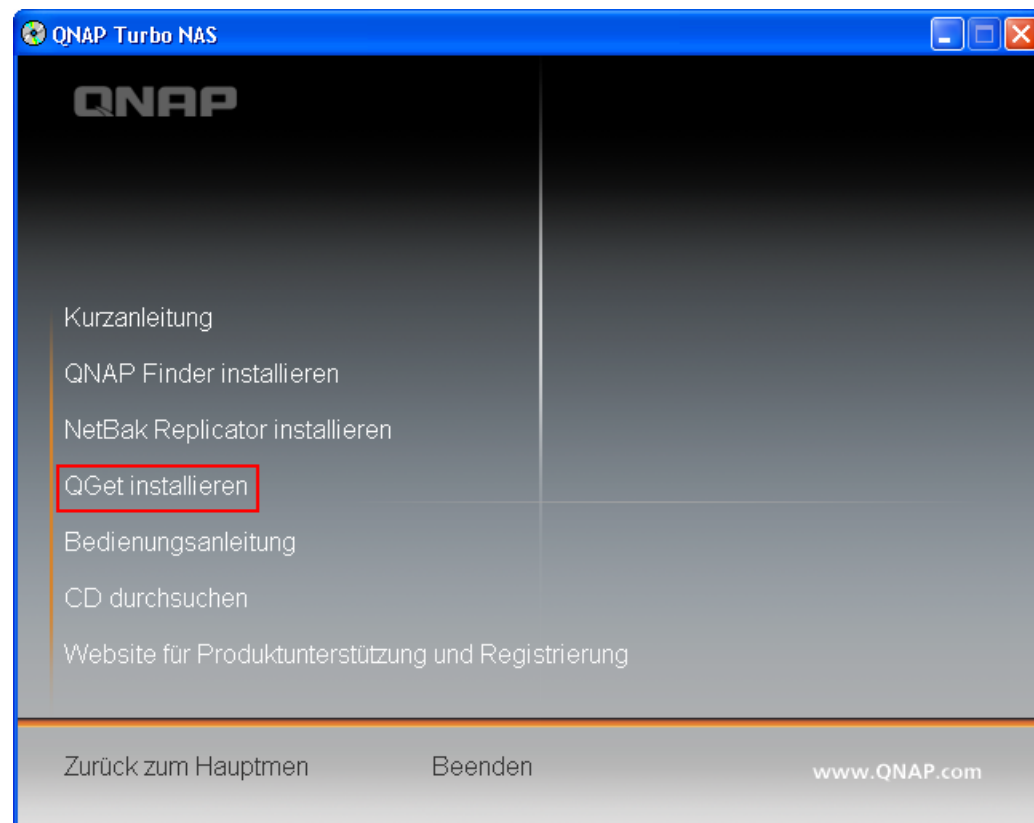 QNAP Turbo NAS
QNAP
Kurzanleitung
QNAP Finder installieren
NetBak Replicator installieren
QGet installieren
Bedienungsanleitung
CD durchsuchen
Website für Produktunterstützung und Registrierung
Zurück zum Hauptmen
Beenden
www.QNAP.com